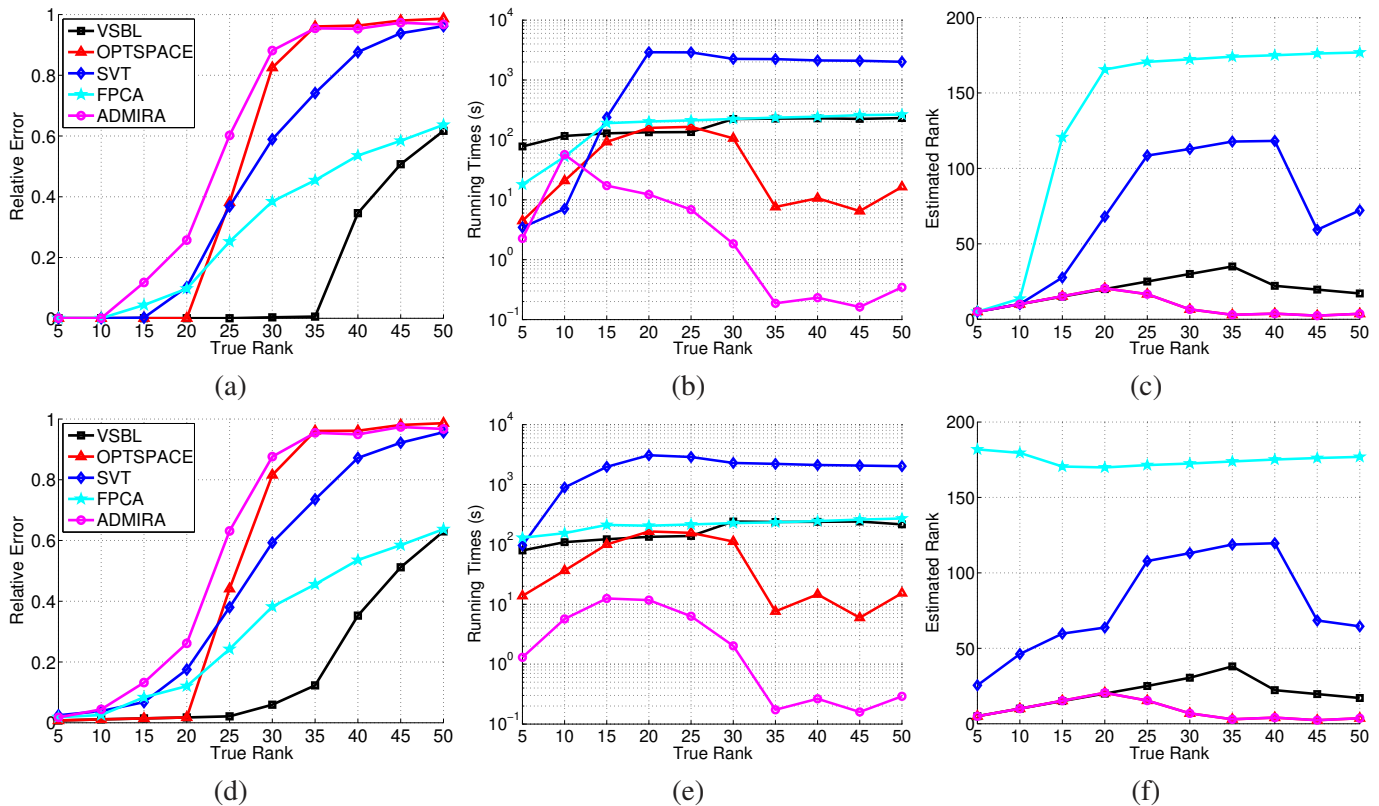 1
0.8
0.6
0.4
0.2
0
Relative Error
VSBL
OPTSPACE
SVT
FPCA
ADMIRA
5 10 15 20 25 30 35 40 45 50
True Rank
(a)
10^4
10^3
10^2
10^1
10^0
10^-1
Running Times (s)
5 10 15 20 25 30 35 40 45 50
True Rank
(b)
200
150
100
50
0
Estimated Rank
5 10 15 20 25 30 35 40 45 50
True Rank
(c)
1
0.8
0.6
0.4
0.2
0
Relative Error
VSBL
OPTSPACE
SVT
FPCA
ADMIRA
5 10 15 20 25 30 35 40 45 50
True Rank
(d)
10^4
10^3
10^2
10^1
10^0
10^-1
Running Times (s)
5 10 15 20 25 30 35 40 45 50
True Rank
(e)
200
150
100
50
0
Estimated Rank
5 10 15 20 25 30 35 40 45 50
True Rank
(f)